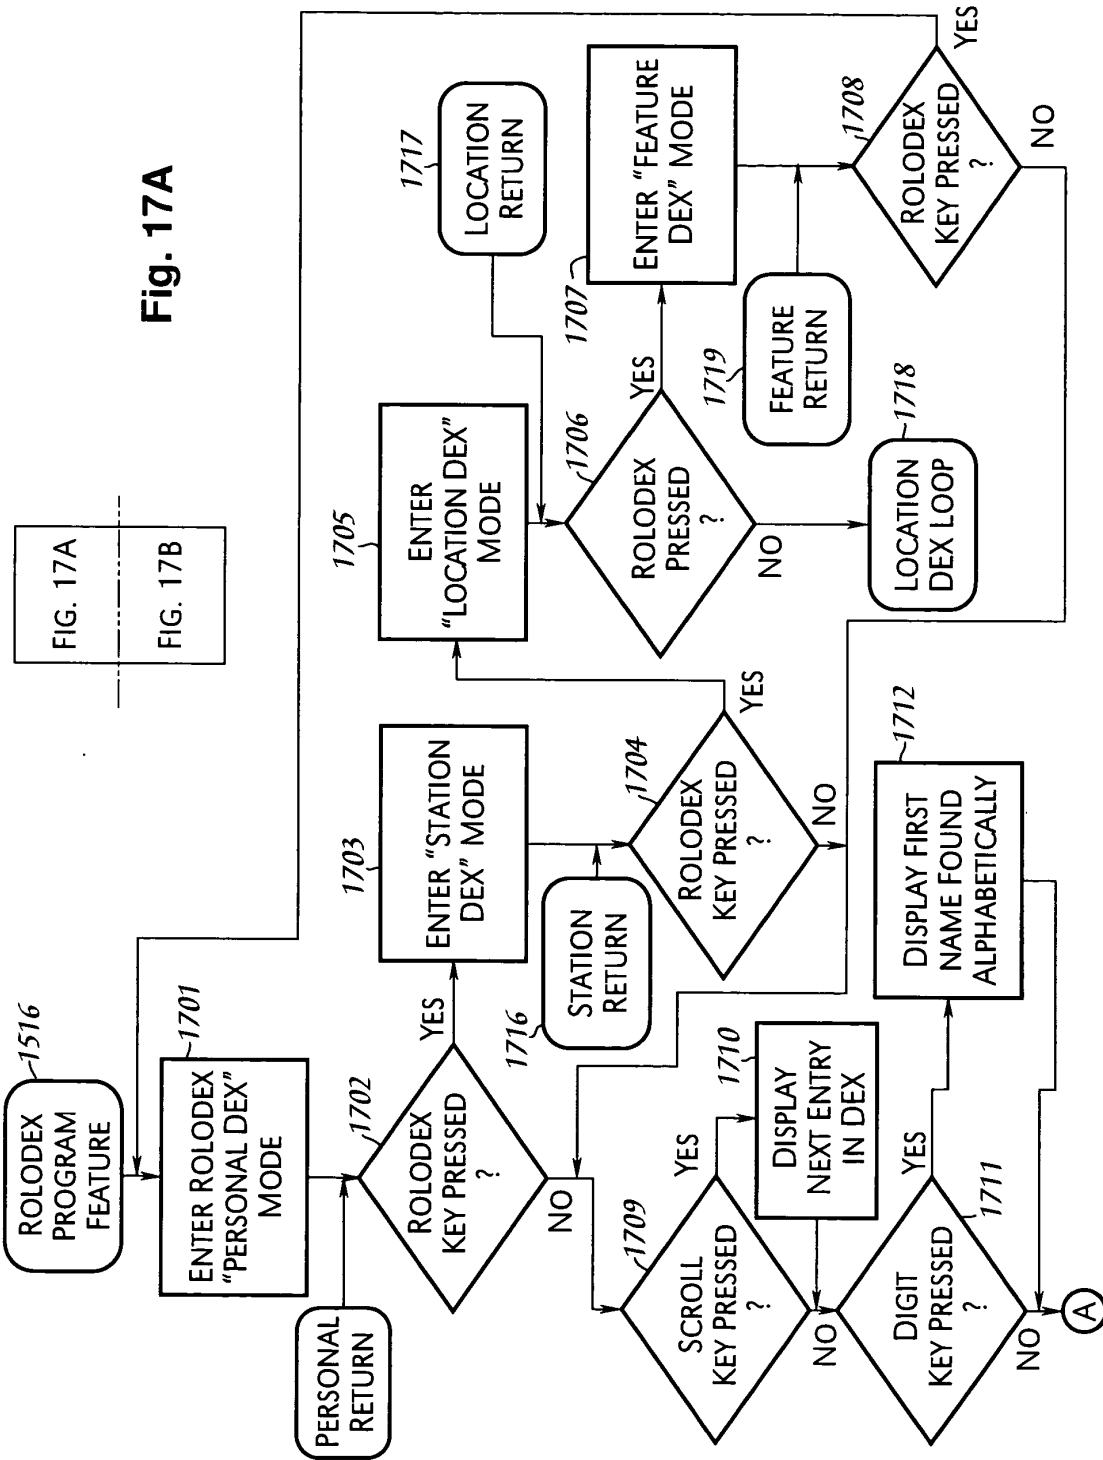 Fig. 17A
FIG. 17A
FIG. 17B
1516
ROLODEX
PROGRAM
FEATURE
1701
ENTER ROLODEX
“PERSONAL DEX”
MODE
PERSONAL
RETURN
1702
ROLODEX
KEY PRESSED
?
YES
NO
1703
ENTER “STATION
DEX” MODE
1716
STATION
RETURN
1704
ROLODEX
KEY PRESSED
?
YES
NO
1705
ENTER
“LOCATION DEX”
MODE
1717
LOCATION
RETURN
1706
ROLODEX
PRESSED
?
YES
NO
1718
LOCATION
DEX LOOP
1707
ENTER “FEATURE
DEX” MODE
1719
FEATURE
RETURN
1708
ROLODEX
KEY PRESSED
?
YES
NO
1709
SCROLL
KEY PRESSED
?
YES
NO
1710
DISPLAY
NEXT ENTRY
IN DEX
1711
DIGIT
KEY PRESSED
?
YES
NO
1712
DISPLAY FIRST
NAME FOUND
ALPHABETICALLY
A